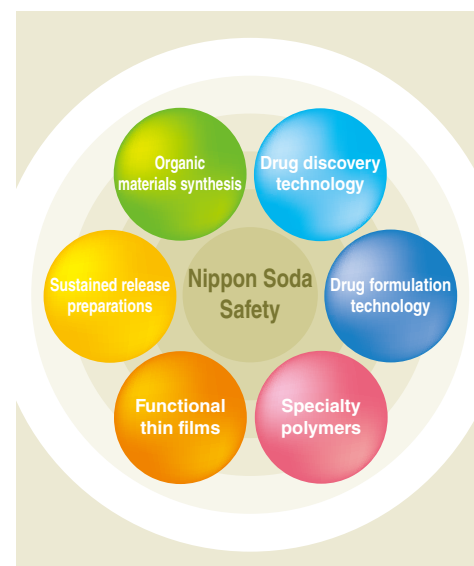 Organic
materials synthesis
Drug discovery
technology
Sustained release
preparations
Nippon Soda
Safety
Drug formulation
technology
Functional
thin films
Specialty
polymers